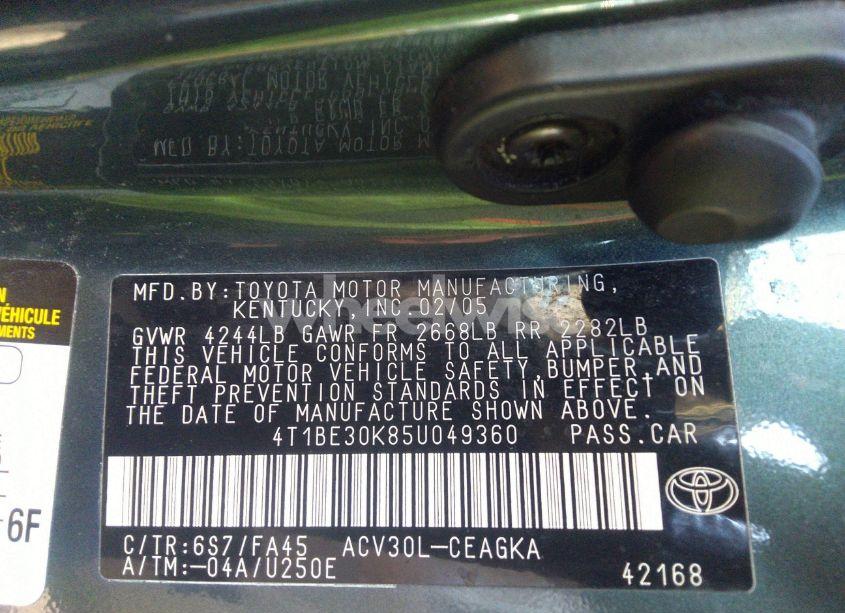 MFD.BY:TOYOTA MOTOR MANUFACTURING,
KENTUCKY,INC 02/05
GVWR 4244LB GAWR FR 2668LB RR 2282LB
THIS VEHICLE CONFORMS TO ALL APPLICABLE
FEDERAL MOTOR VEHICLE SAFETY,BUMPER,AND
THEFT PREVENTION STANDARDS IN EFFECT ON
THE DATE OF MANUFACTURE SHOWN ABOVE.
4T1BE30K85U049360 PASS.CAR
C/TR:6S7/FA45 ACV30L-CEAGKA
A/TM:-04A/U250E 42168
VÉHICULE
6F